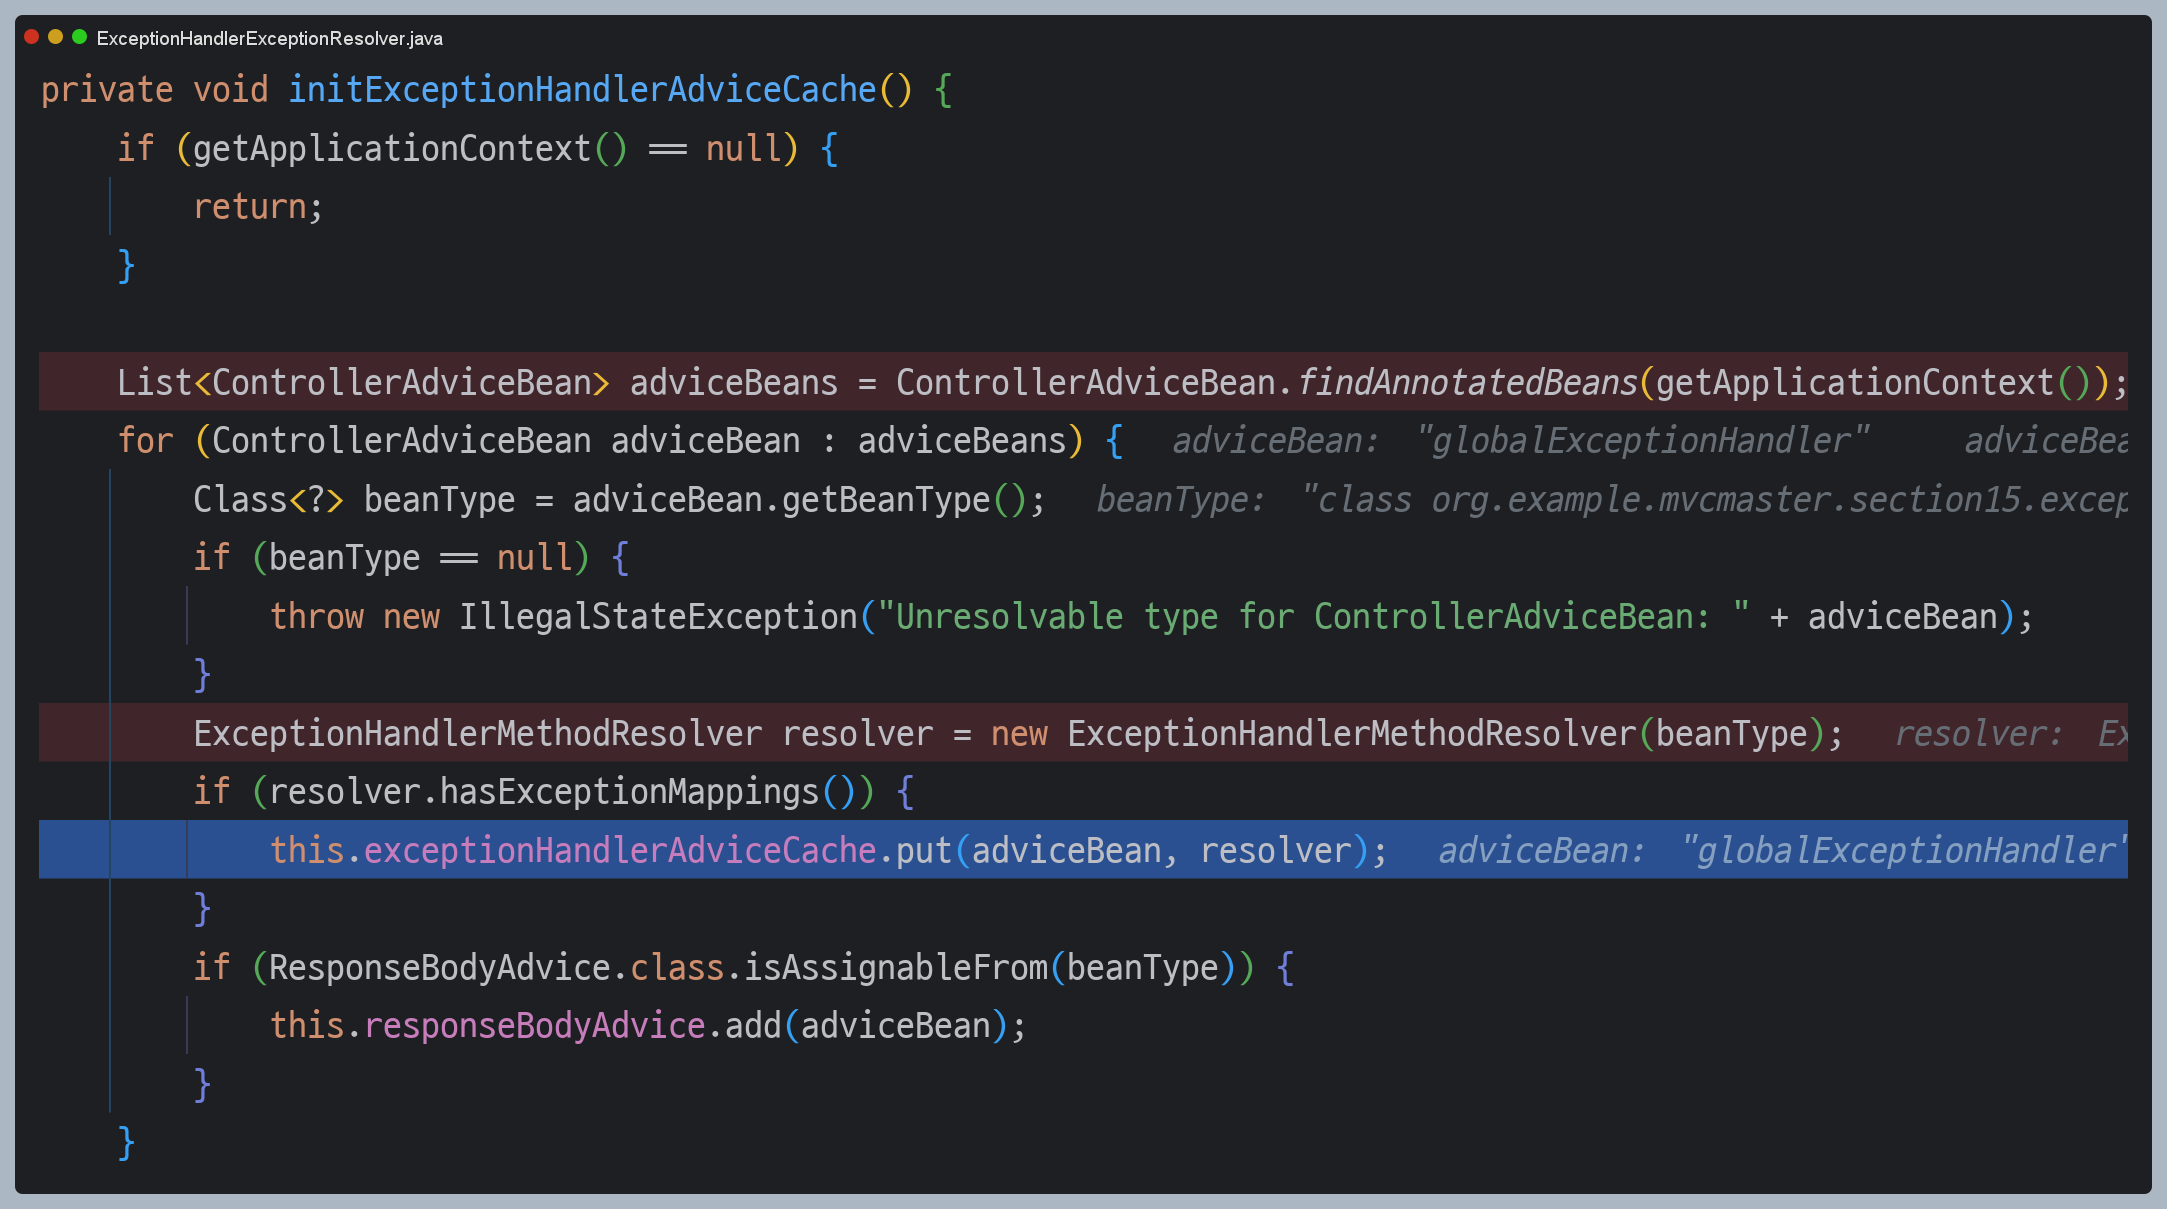 ExceptionHandlerExceptionResolver.java
private void initExceptionHandlerAdviceCache() {
if (getApplicationContext() == null) {
return;
}
List<ControllerAdviceBean> adviceBeans = ControllerAdviceBean.findAnnotatedBeans(getApplicationContext());
for (ControllerAdviceBean adviceBean : adviceBeans) { adviceBean: "globalExceptionHandler"
Class<?> beanType = adviceBean.getBeanType(); beanType: "class org.example.mvcmaster.section15.excep
if (beanType == null) {
throw new IllegalStateException("Unresolvable type for ControllerAdviceBean: " + adviceBean);
}
ExceptionHandlerMethodResolver resolver = new ExceptionHandlerMethodResolver(beanType); resolver: Ex
if (resolver.hasExceptionMappings()) {
this.exceptionHandlerAdviceCache.put(adviceBean, resolver); adviceBean: "globalExceptionHandler"
}
if (ResponseBodyAdvice.class.isAssignableFrom(beanType)) {
this.responseBodyAdvice.add(adviceBean);
}
}